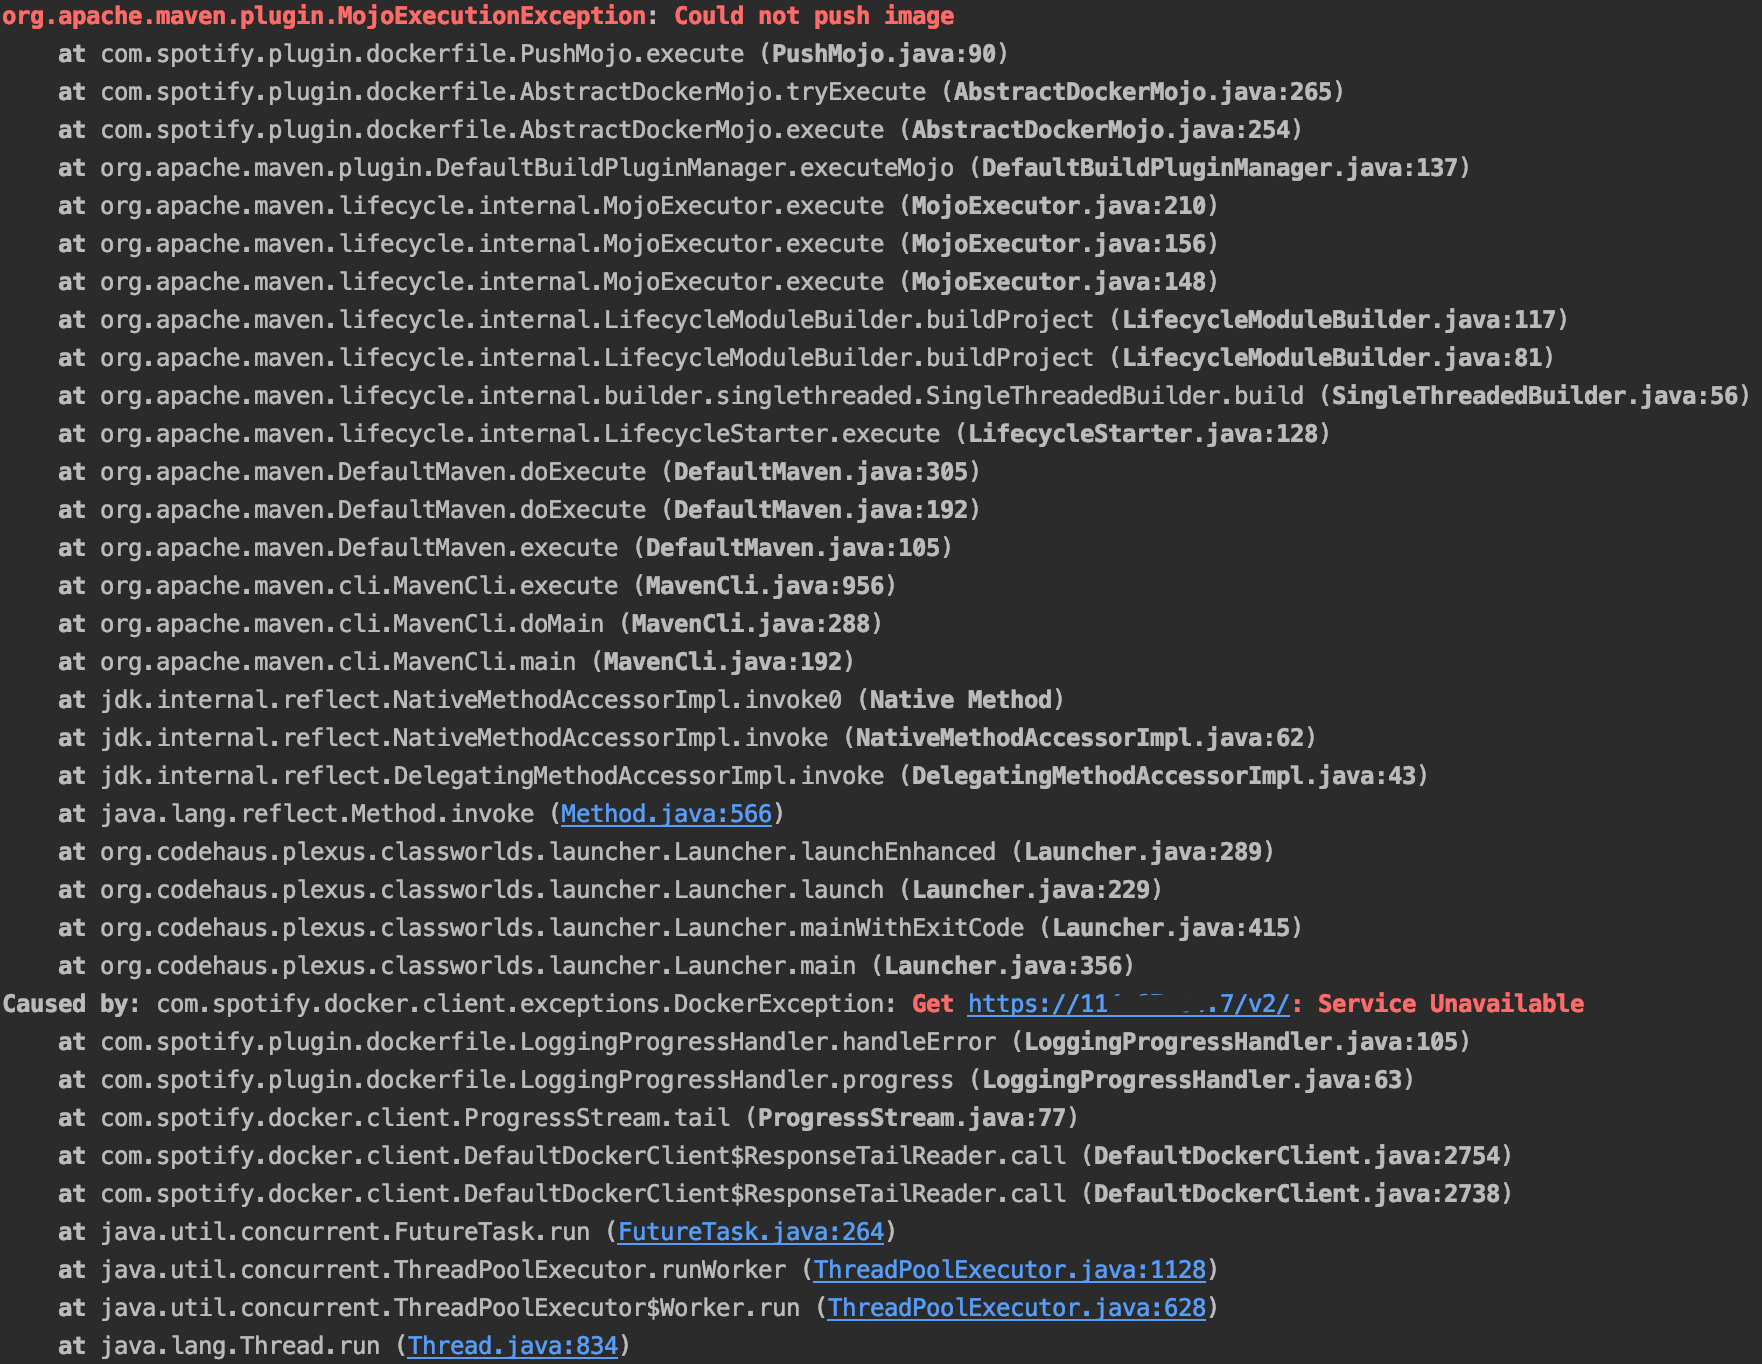 org.apache.maven.plugin.MojoExecutionException: Could not push image
at com.spotify.plugin.dockerfile.PushMojo.execute (PushMojo.java:90)
at com.spotify.plugin.dockerfile.AbstractDockerMojo.tryExecute (AbstractDockerMojo.java:265)
at com.spotify.plugin.dockerfile.AbstractDockerMojo.execute (AbstractDockerMojo.java:254)
at org.apache.maven.plugin.DefaultBuildPluginManager.executeMojo (DefaultBuildPluginManager.java:137)
at org.apache.maven.lifecycle.internal.MojoExecutor.execute (MojoExecutor.java:210)
at org.apache.maven.lifecycle.internal.MojoExecutor.execute (MojoExecutor.java:156)
at org.apache.maven.lifecycle.internal.MojoExecutor.execute (MojoExecutor.java:148)
at org.apache.maven.lifecycle.internal.LifecycleModuleBuilder.buildProject (LifecycleModuleBuilder.java:117)
at org.apache.maven.lifecycle.internal.LifecycleModuleBuilder.buildProject (LifecycleModuleBuilder.java:81)
at org.apache.maven.lifecycle.internal.builder.singlethreaded.SingleThreadedBuilder.build (SingleThreadedBuilder.java:56)
at org.apache.maven.lifecycle.internal.LifecycleStarter.execute (LifecycleStarter.java:128)
at org.apache.maven.DefaultMaven.doExecute (DefaultMaven.java:305)
at org.apache.maven.DefaultMaven.doExecute (DefaultMaven.java:192)
at org.apache.maven.DefaultMaven.execute (DefaultMaven.java:105)
at org.apache.maven.cli.MavenCli.execute (MavenCli.java:956)
at org.apache.maven.cli.MavenCli.doMain (MavenCli.java:288)
at org.apache.maven.cli.MavenCli.main (MavenCli.java:192)
at jdk.internal.reflect.NativeMethodAccessorImpl.invoke0 (Native Method)
at jdk.internal.reflect.NativeMethodAccessorImpl.invoke (NativeMethodAccessorImpl.java:62)
at jdk.internal.reflect.DelegatingMethodAccessorImpl.invoke (DelegatingMethodAccessorImpl.java:43)
at java.lang.reflect.Method.invoke (Method.java:566)
at org.codehaus.plexus.classworlds.launcher.Launcher.launchEnhanced (Launcher.java:289)
at org.codehaus.plexus.classworlds.launcher.Launcher.launch (Launcher.java:229)
at org.codehaus.plexus.classworlds.launcher.Launcher.mainWithExitCode (Launcher.java:415)
at org.codehaus.plexus.classworlds.launcher.Launcher.main (Launcher.java:356)
Caused by: com.spotify.docker.client.exceptions.DockerException: Get https://11 .7/v2/: Service Unavailable
at com.spotify.plugin.dockerfile.LoggingProgressHandler.handleError (LoggingProgressHandler.java:105)
at com.spotify.plugin.dockerfile.LoggingProgressHandler.progress (LoggingProgressHandler.java:63)
at com.spotify.docker.client.ProgressStream.tail (ProgressStream.java:77)
at com.spotify.docker.client.DefaultDockerClient$ResponseTailReader.call (DefaultDockerClient.java:2754)
at com.spotify.docker.client.DefaultDockerClient$ResponseTailReader.call (DefaultDockerClient.java:2738)
at java.util.concurrent.FutureTask.run (FutureTask.java:264)
at java.util.concurrent.ThreadPoolExecutor.runWorker (ThreadPoolExecutor.java:1128)
at java.util.concurrent.ThreadPoolExecutor$Worker.run (ThreadPoolExecutor.java:628)
at java.lang.Thread.run (Thread.java:834)